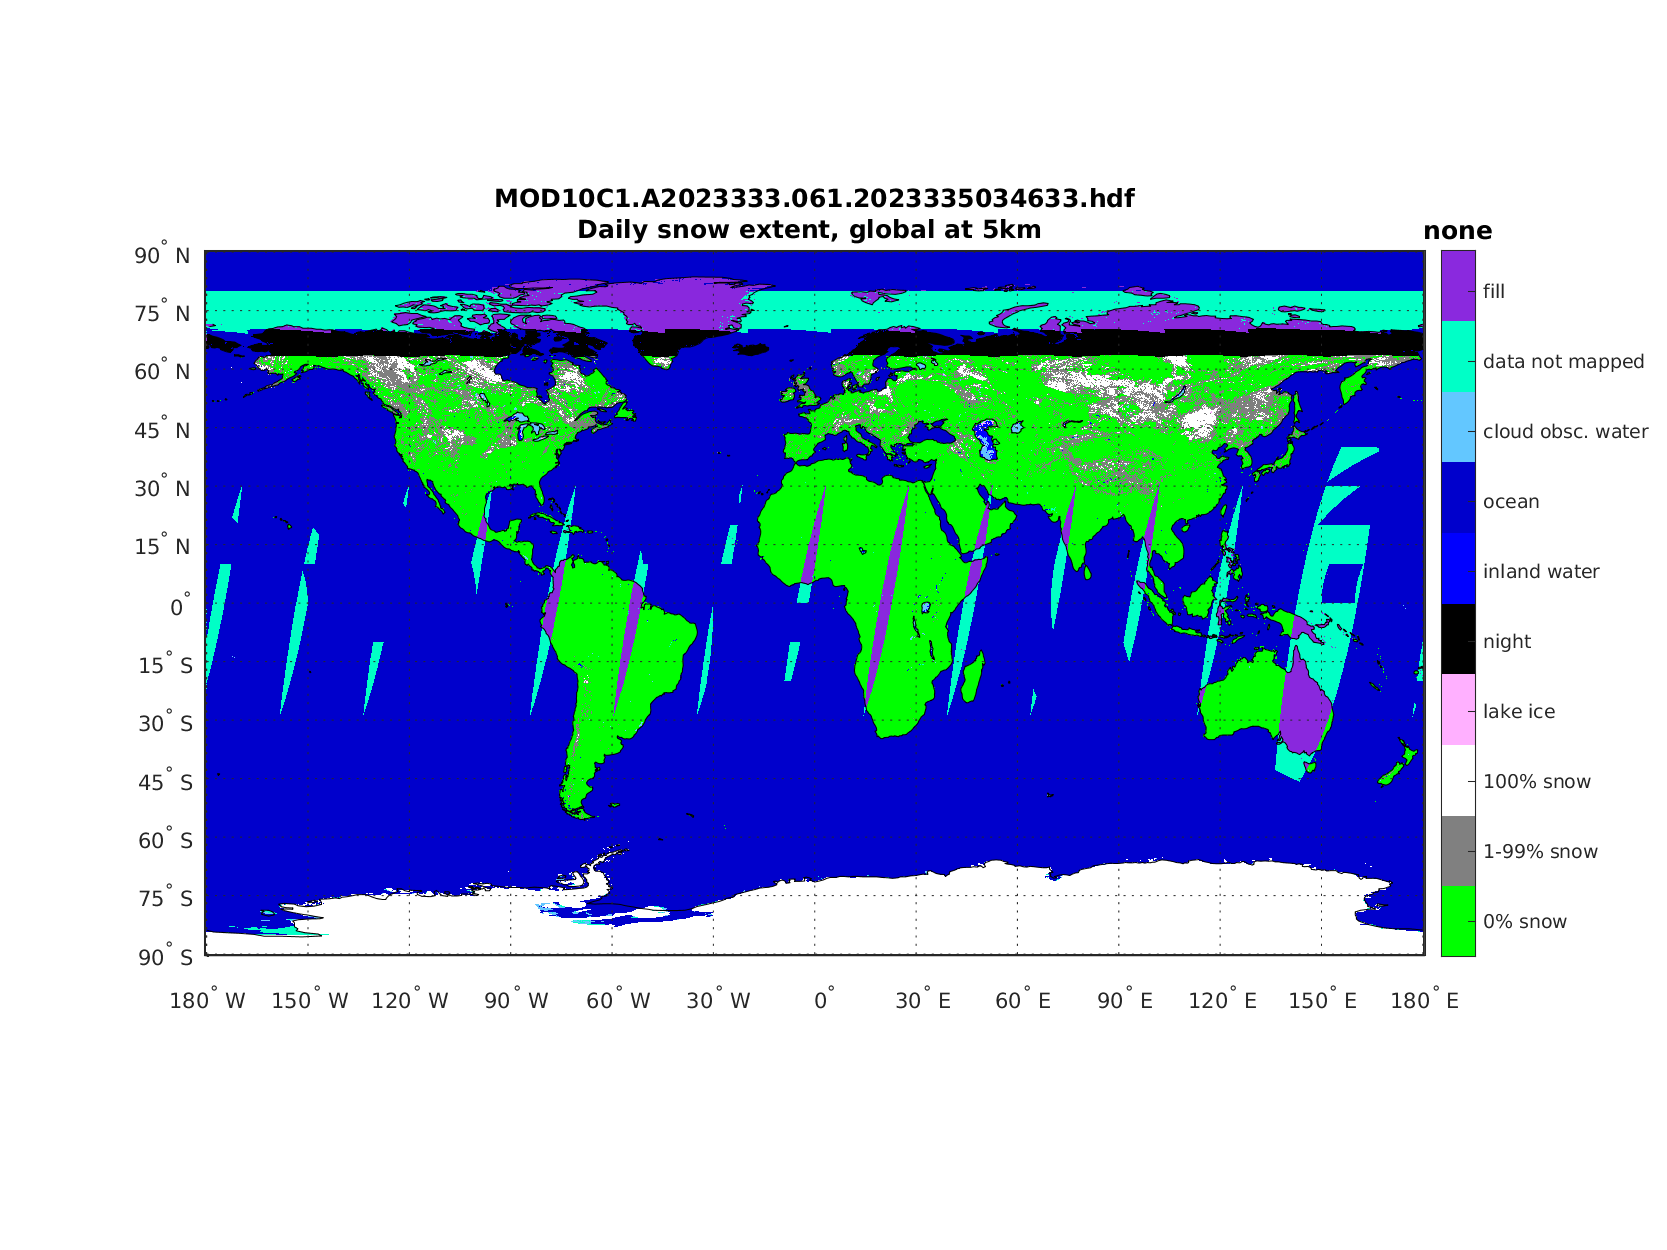 MOD10C1.A2023333.061.2023335034633.hdf
Daily snow extent, global at 5km
none
90° N
75° N
60° N
45° N
30° N
15° N
0°
15° S
30° S
45° S
60° S
75° S
90° S
180° W 150° W 120° W 90° W 60° W 30° W 0° 30° E 60° E 90° E 120° E 150° E 180° E
fill
data not mapped
cloud obsc. water
ocean
inland water
night
lake ice
100% snow
1-99% snow
0% snow